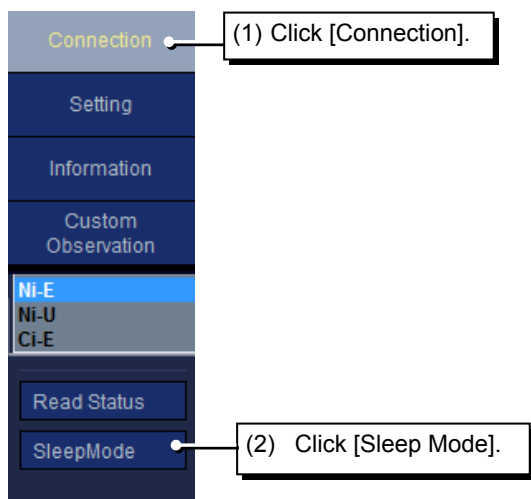 Connection
(1) Click [Connection].
Setting
Information
Custom
Observation
Ni-E
Ni-U
Ci-E
Read Status
SleepMode
(2) Click [Sleep Mode].